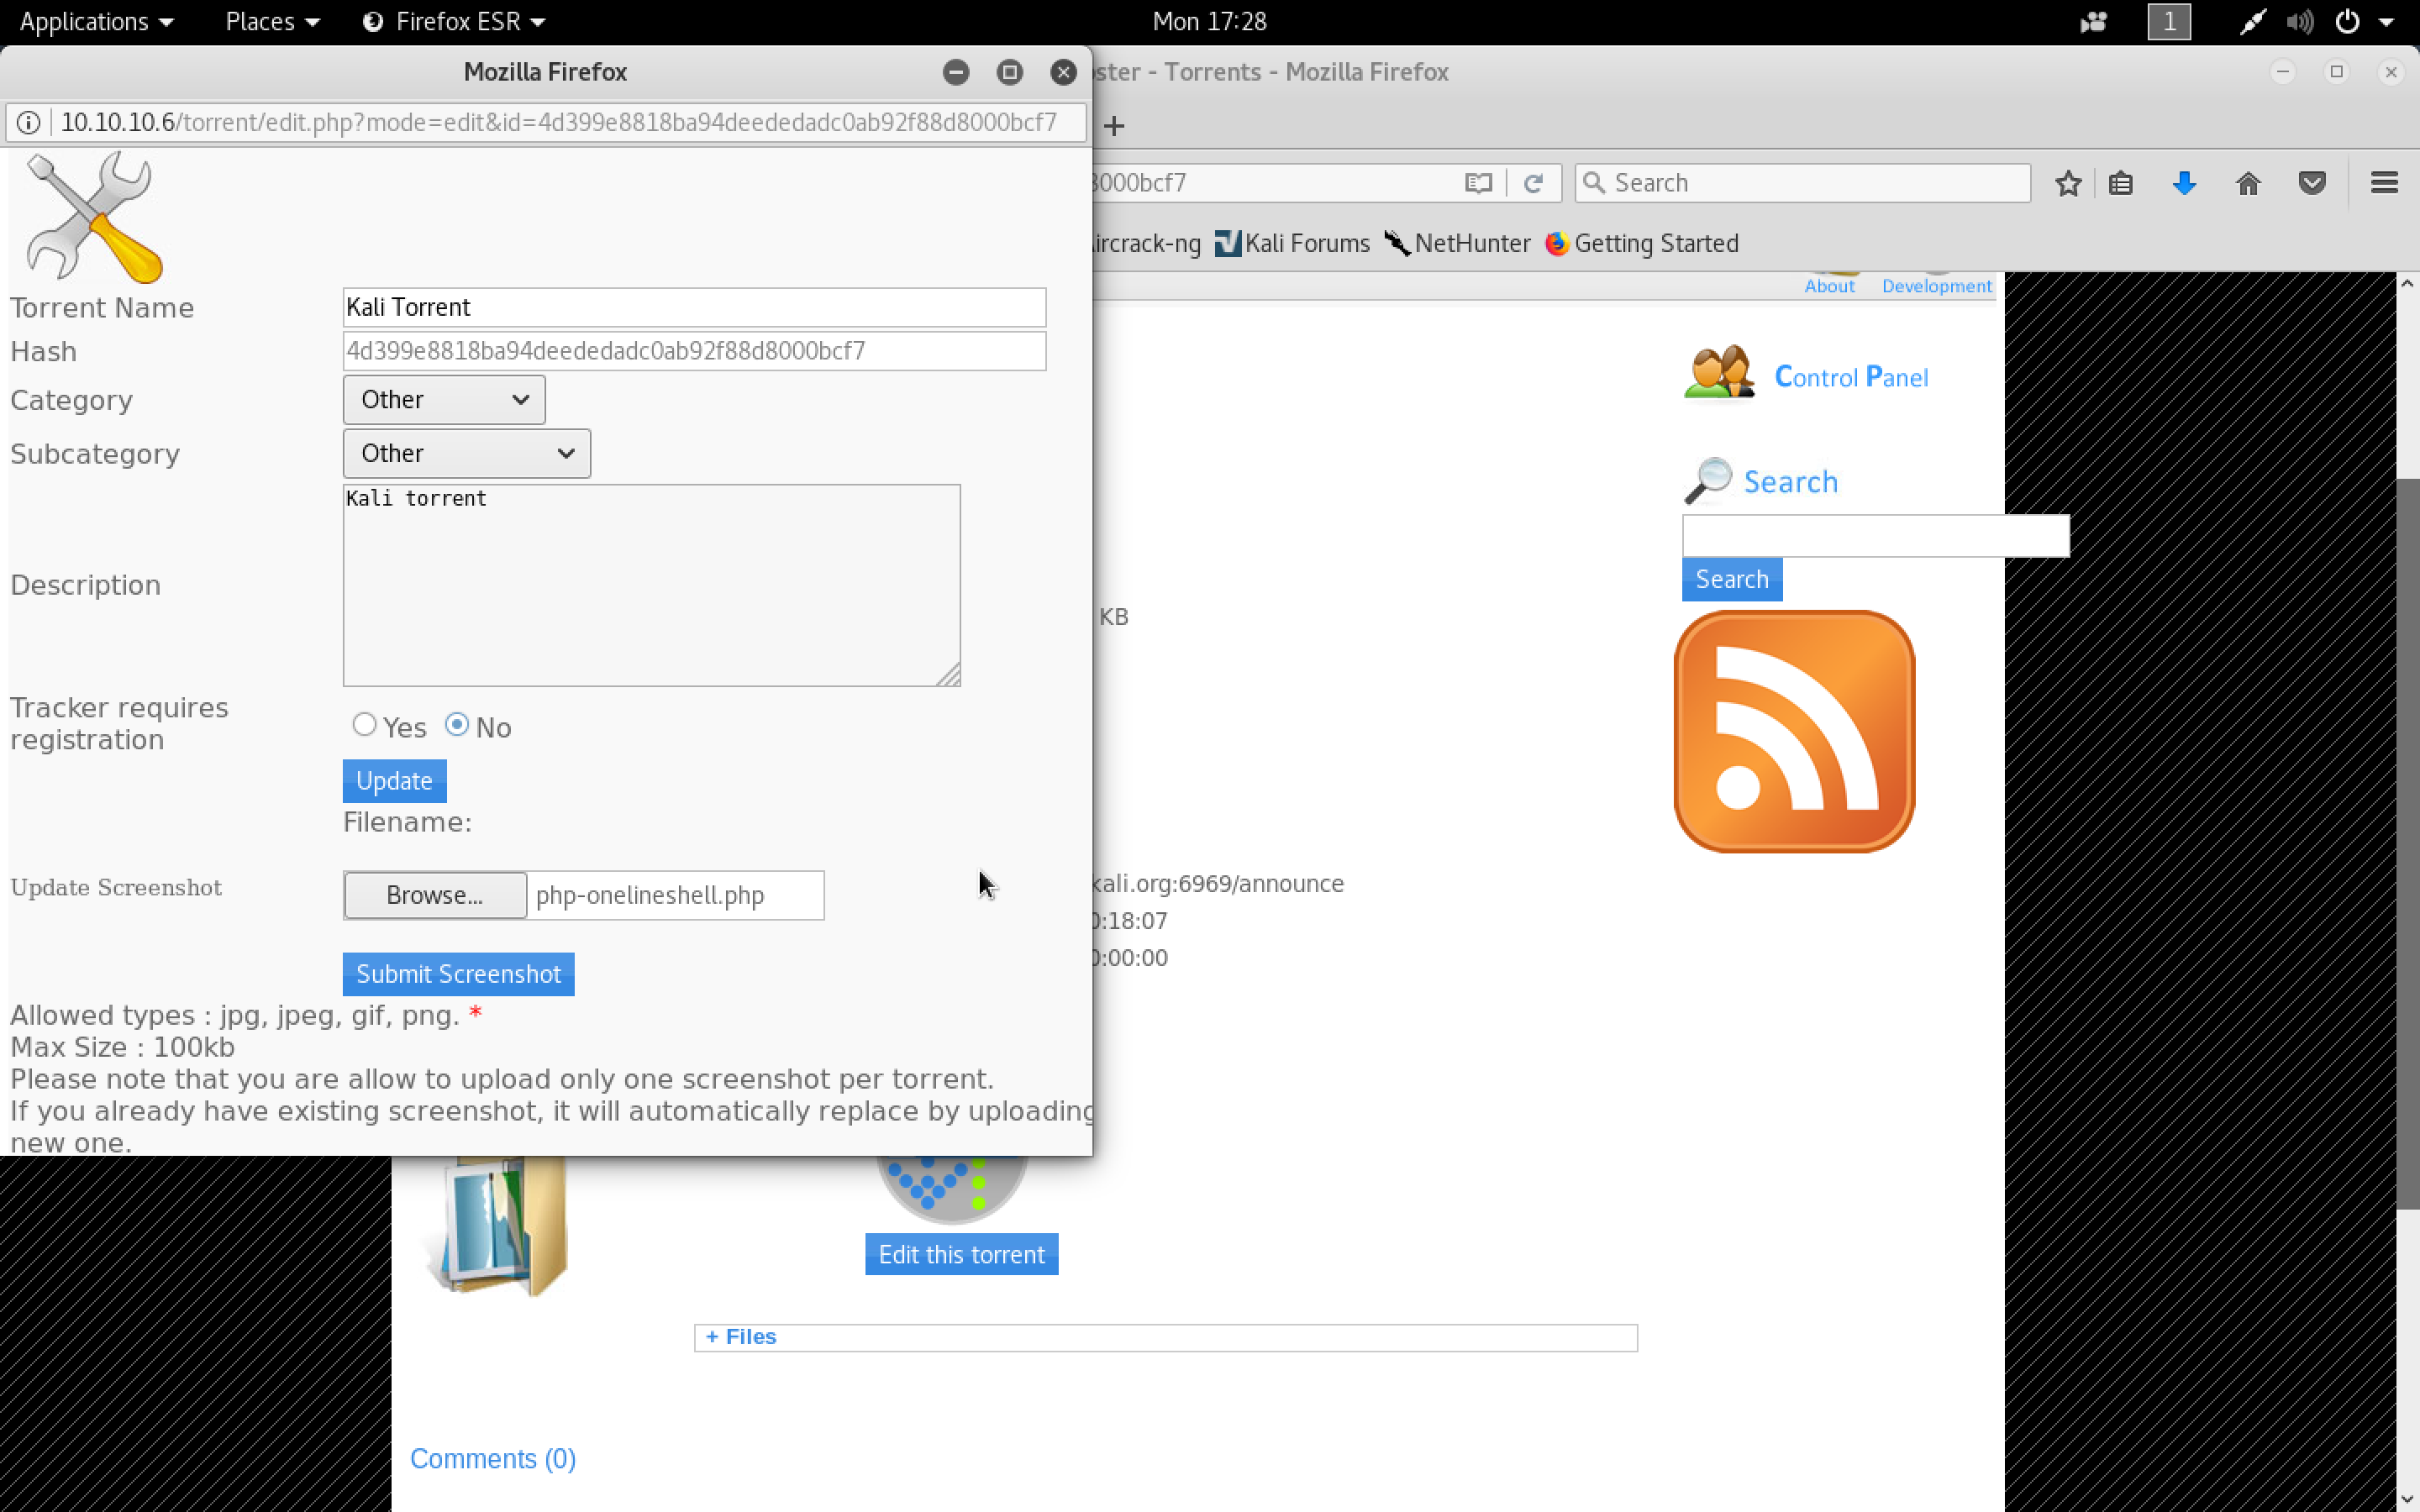 Applications Places Firefox ESR Mon 17:28 1
Mozilla Firefox
ster - Torrents - Mozilla Firefox
10.10.10.6/torrent/edit.php?mode=edit&id=4d399e8818ba94deededadc0ab92f88d8000bcf7
8000bcf7
Search
ircrack-ng Kali Forums NetHunter Getting Started
About Development
Torrent Name Kali Torrent
Hash 4d399e8818ba94deededadc0ab92f88d8000bcf7
Category Other
Subcategory Other
Description Kali torrent
Tracker requires
registration
Yes No
Update
Filename:
Update Screenshot Browse... php-onelineshell.php
Submit Screenshot
Allowed types : jpg, jpeg, gif, png. *
Max Size : 100kb
Please note that you are allow to upload only one screenshot per torrent.
If you already have existing screenshot, it will automatically replace by uploading
new one.
Control Panel
Search
Search
KB
kali.org:6969/announce
0:18:07
0:00:00
Edit this torrent
+ Files
Comments (0)